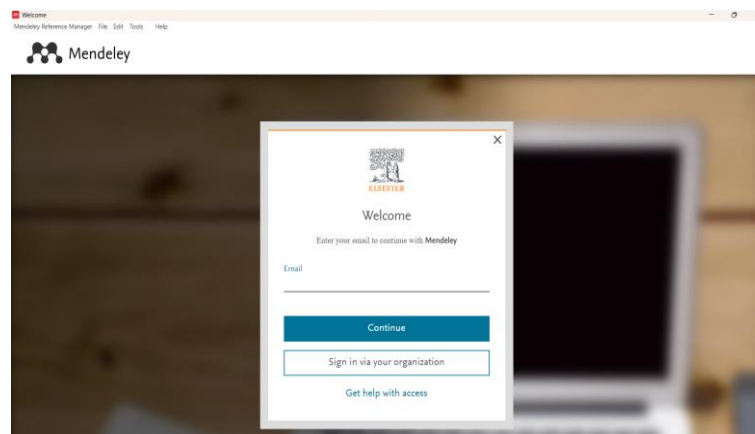 Welcome
Mendeley Reference Manager File Edit Tools Help
Mendeley
ELSEVIER
Welcome
Enter your email to continue with Mendeley
Email
Continue
Sign in via your organization
Get help with access